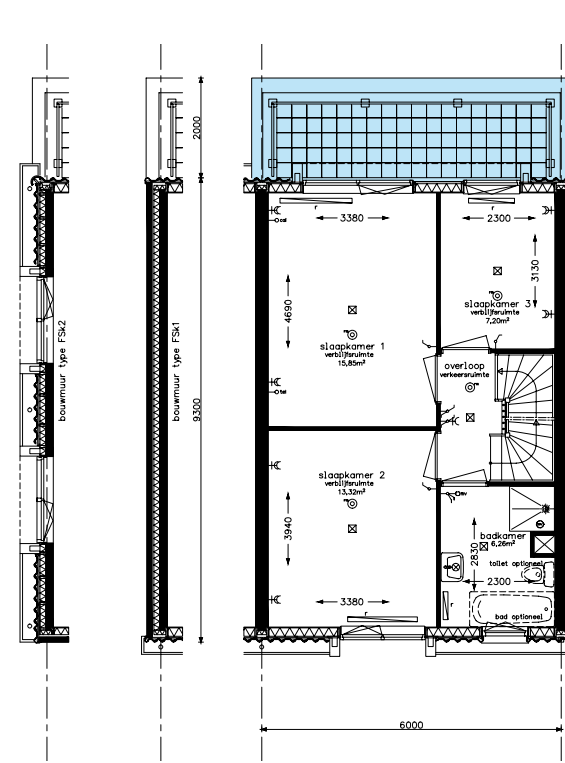 2000
3380
2300
r
r
cai
3130
4690
slaapkamer 3
verblijfsruimte
7,20m²
slaapkamer 1
verblijfsruimte
15,85m²
bouwmuur type FSk2
bouwmuur type FSk1
overloop
verkeersruimte
tel
9300
slaapkamer 2
verblijfsruimte
13,32m²
mv
3940
badkamer
6,26m²
2830
toilet optioneel
2300
3380
r
r
bad optioneel
6000